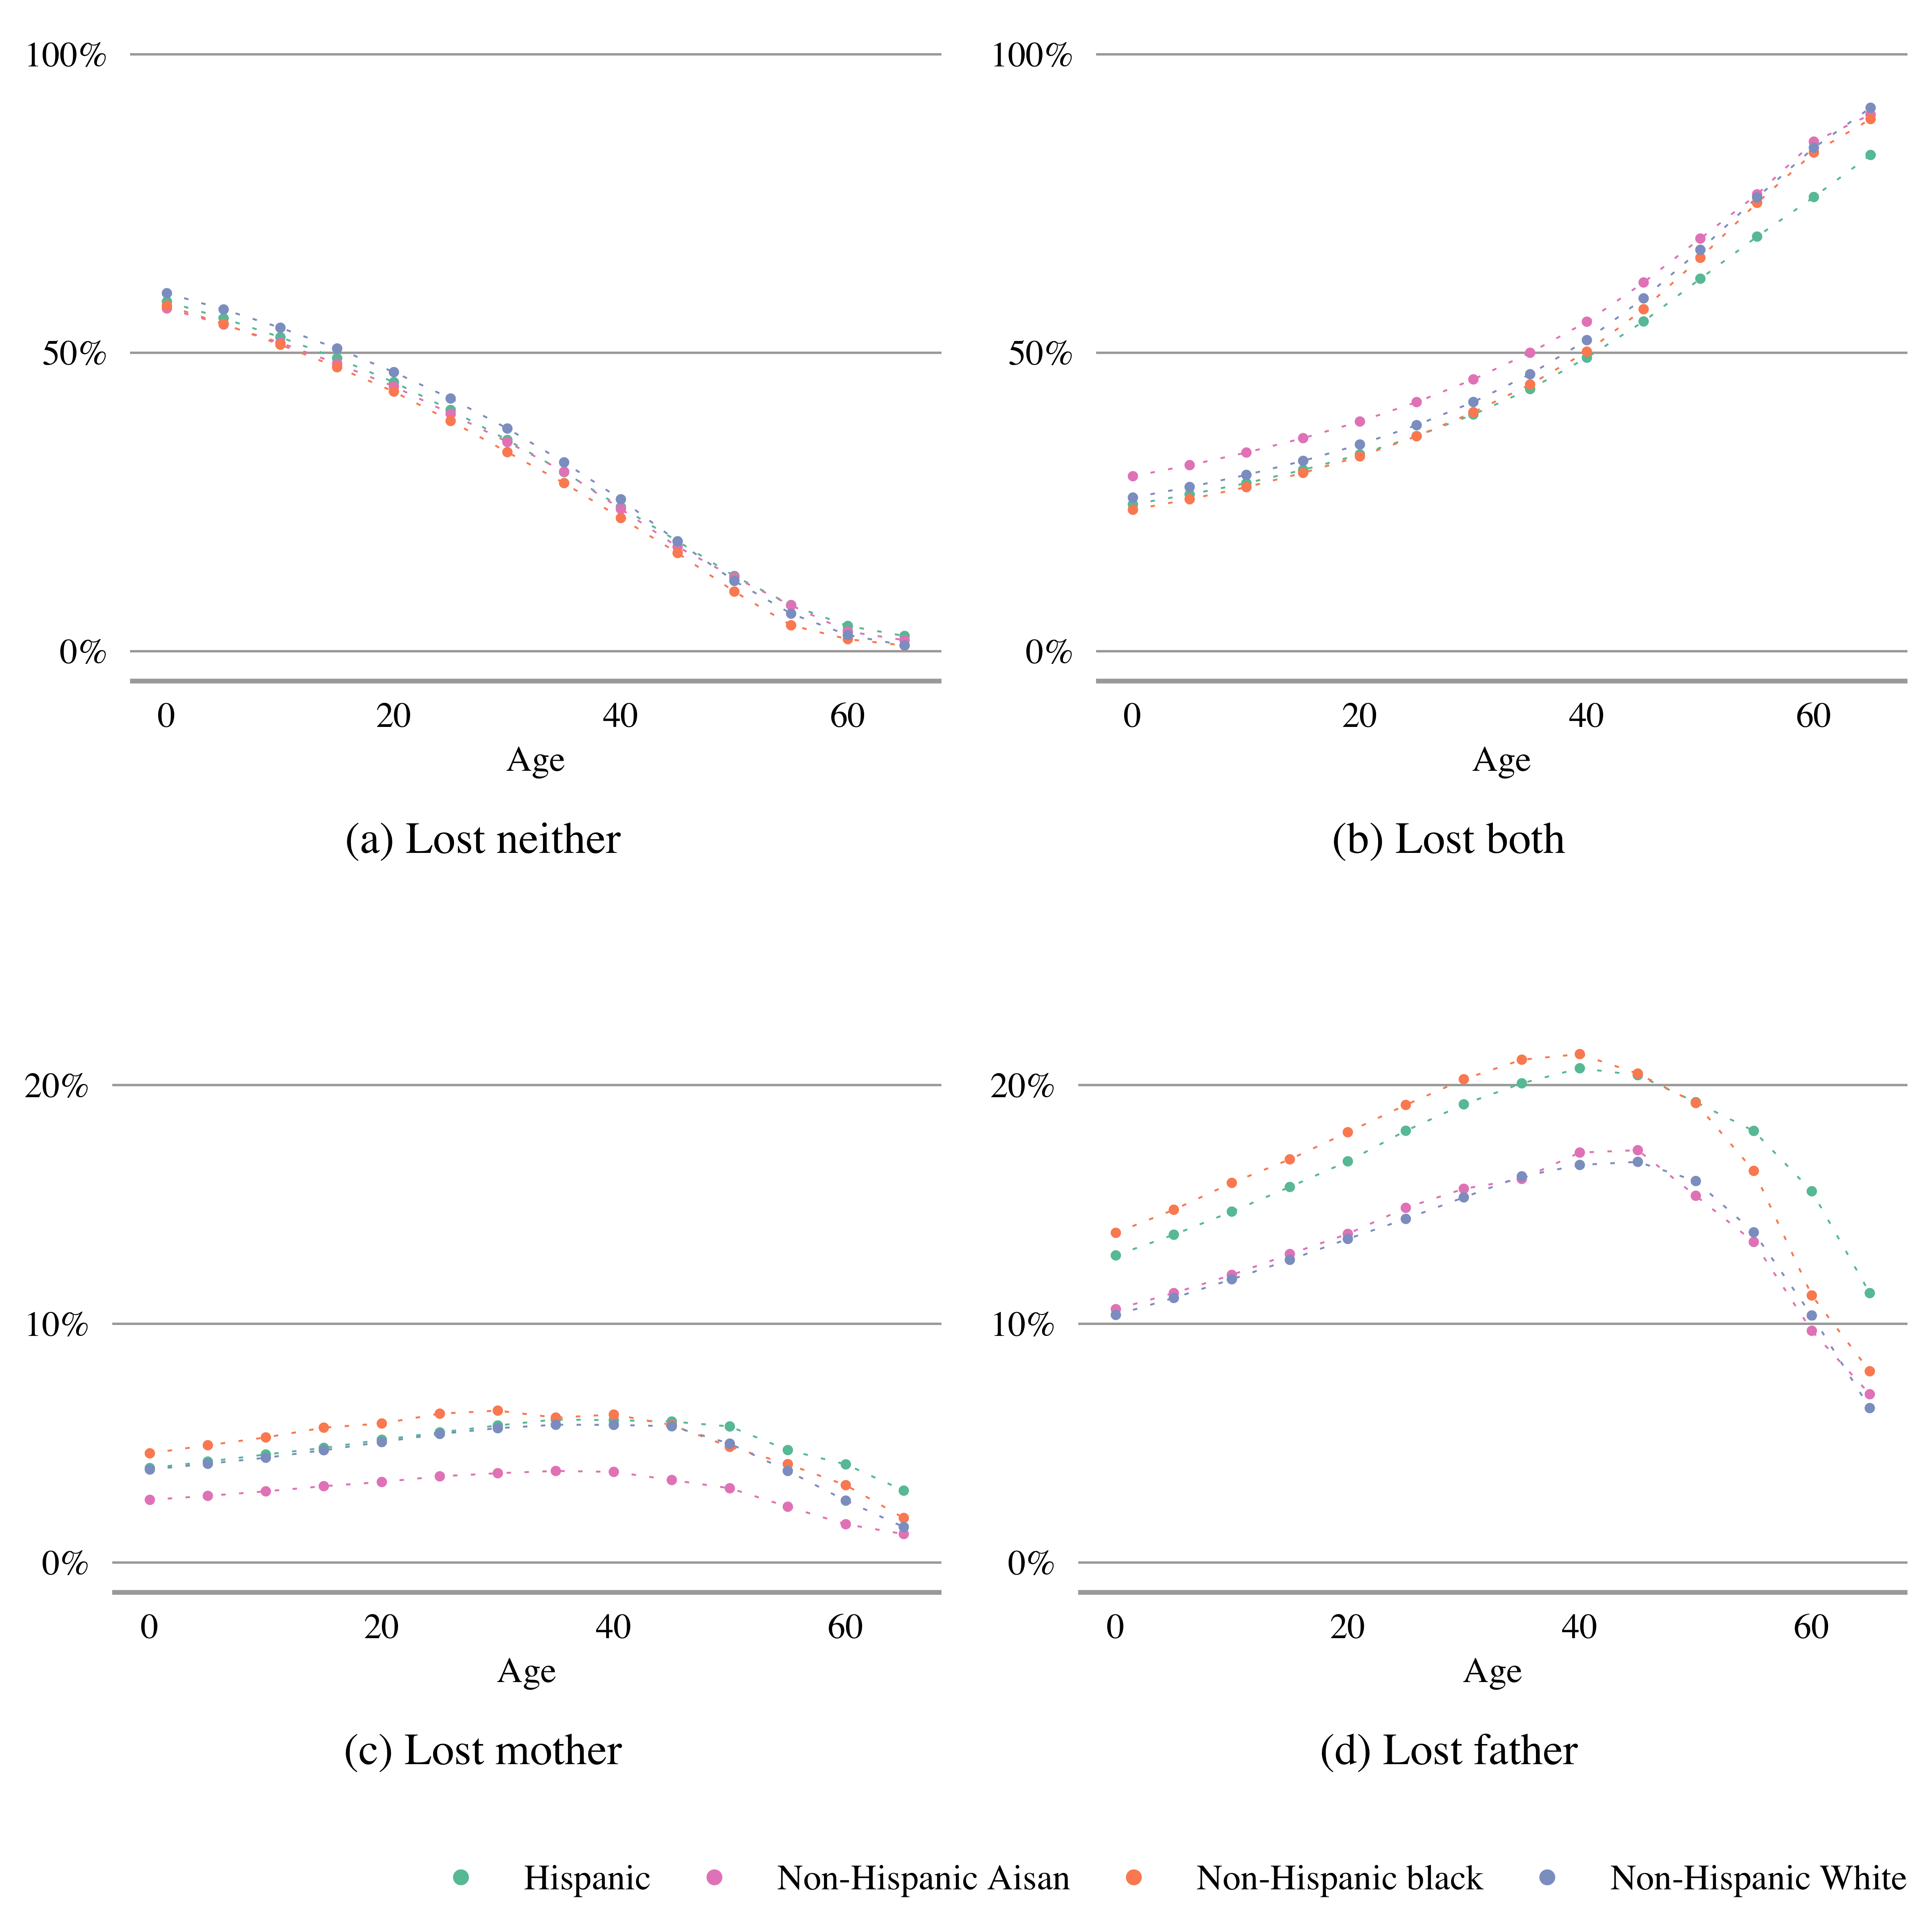 100%
50%
0%
0 20 40 60
Age
(a) Lost neither
100%
50%
0%
0 20 40 60
Age
(b) Lost both
20%
10%
0%
0 20 40 60
Age
(c) Lost mother
20%
10%
0%
0 20 40 60
Age
(d) Lost father
Hispanic Non-Hispanic Aisan Non-Hispanic black Non-Hispanic White